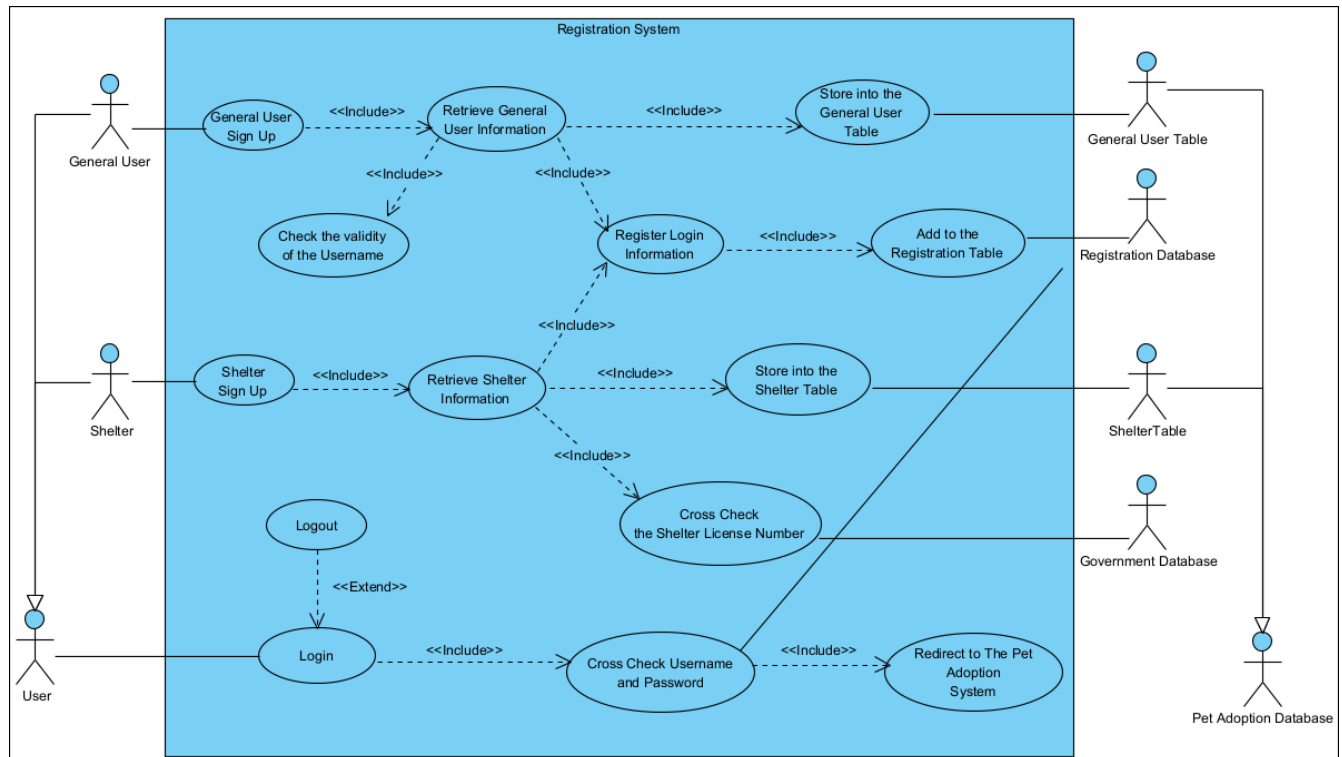 Registration System
General User
Sign Up
<<Include>>
Retrieve General
User Information
<<Include>>
Store into the
General User
Table
General User
General User Table
<<Include>>
<<Include>>
Check the validity
of the Username
Register Login
Information
<<Include>>
Add to the
Registration Table
Registration Database
<<Include>>
Shelter
Sign Up
<<Include>>
Retrieve Shelter
Information
<<Include>>
Store into the
Shelter Table
Shelter
ShelterTable
<<Include>>
Logout
Cross Check
the Shelter License Number
Government Database
<<Extend>>
Login
<<Include>>
Cross Check Username
and Password
<<Include>>
Redirect to The Pet
Adoption
System
User
Pet Adoption Database